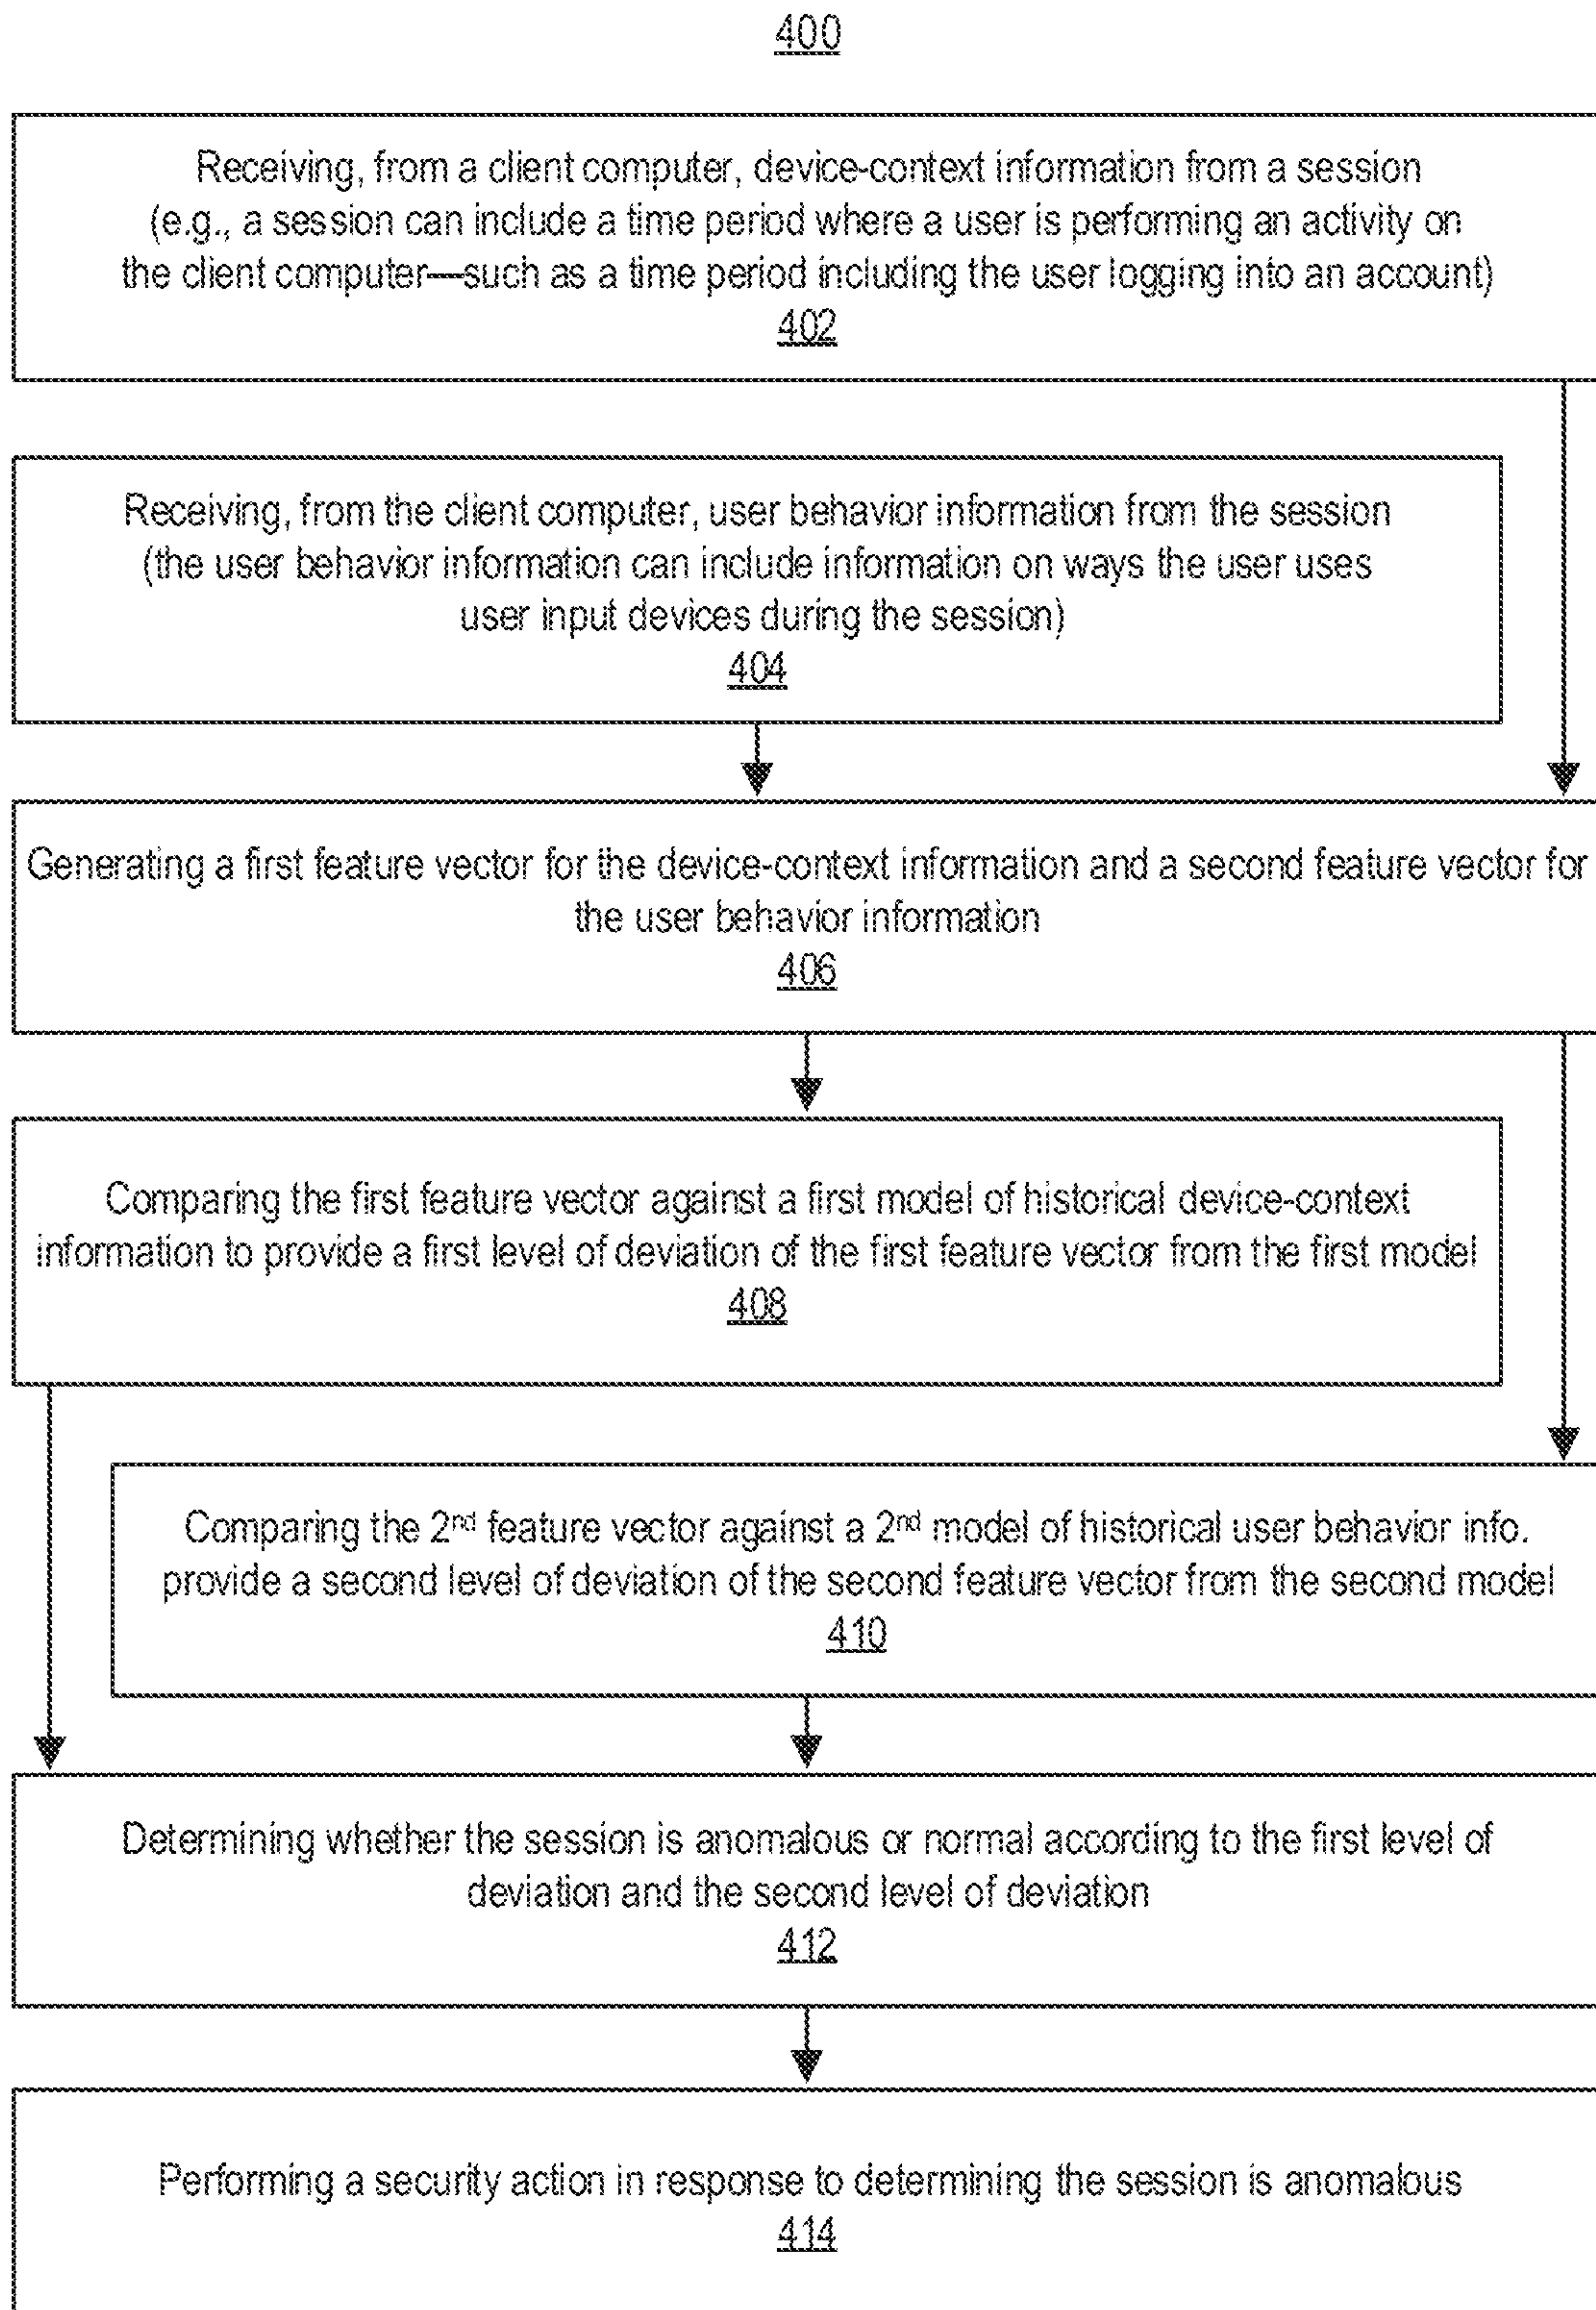 400
Receiving, from a client computer, device-context information from a session
(e.g., a session can include a time period where a user is performing an activity on
the client computer—such as a time period including the user logging into an account)
402
Receiving, from the client computer, user behavior information from the session
(the user behavior information can include information on ways the user uses
user input devices during the session)
404
Generating a first feature vector for the device-context information and a second feature vector for
the user behavior information
406
Comparing the first feature vector against a first model of historical device-context
information to provide a first level of deviation of the first feature vector from the first model
408
Comparing the 2nd feature vector against a 2nd model of historical user behavior info.
provide a second level of deviation of the second feature vector from the second model
410
Determining whether the session is anomalous or normal according to the first level of
deviation and the second level of deviation
412
Performing a security action in response to determining the session is anomalous
414